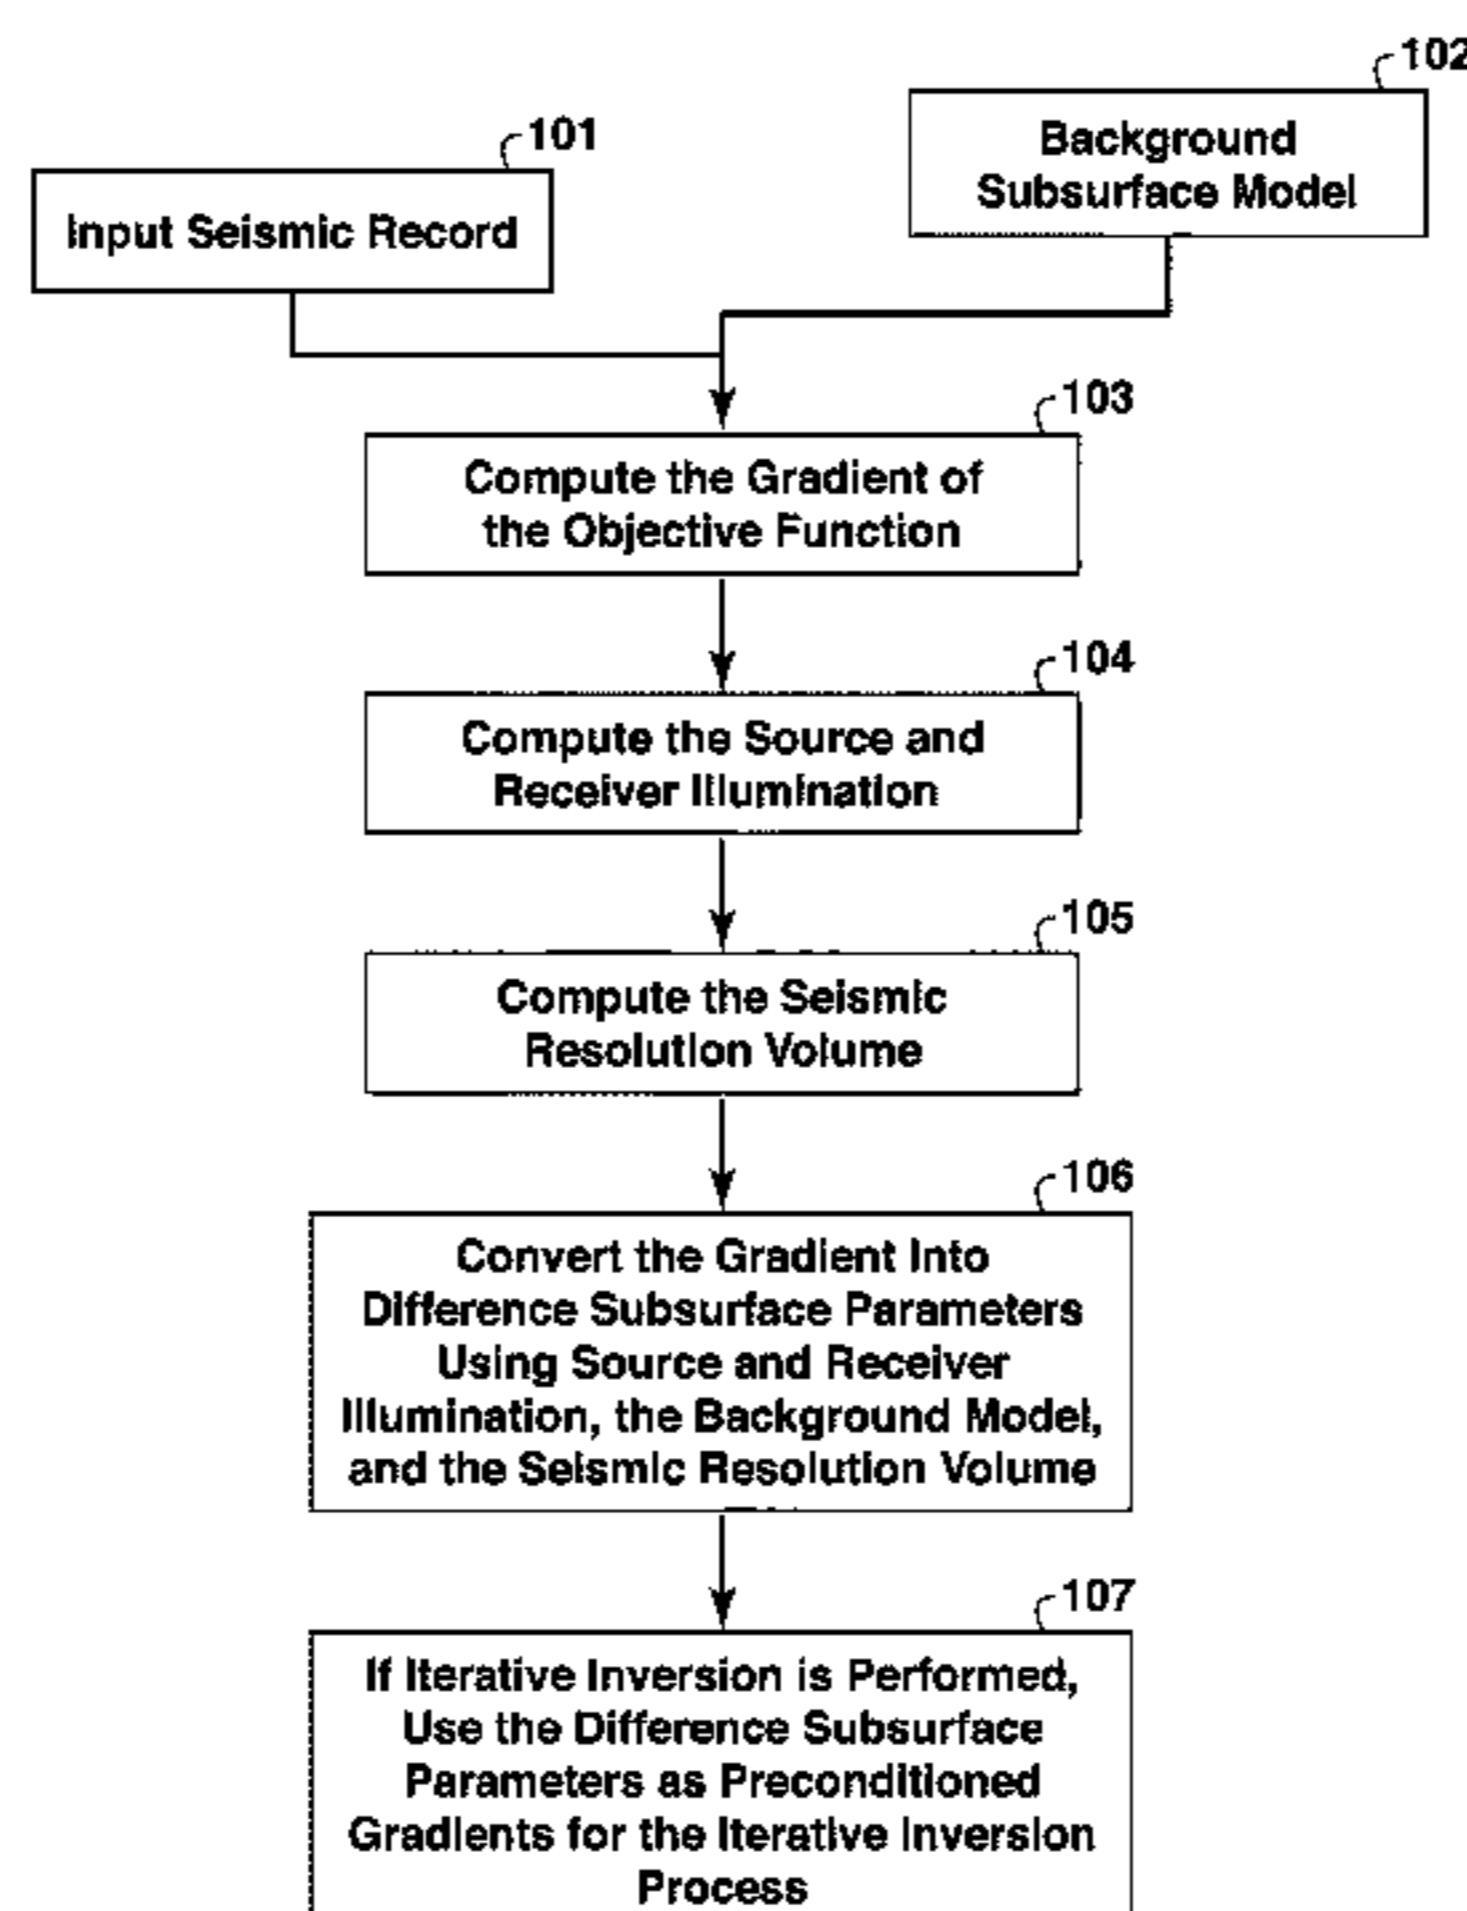 102
Background
Subsurface Model
101
Input Seismic Record
103
Compute the Gradient of
the Objective Function
104
Compute the Source and
Receiver Illumination
105
Compute the Seismic
Resolution Volume
106
Convert the Gradient Into
Difference Subsurface Parameters
Using Source and Receiver
Illumination, the Background Model,
and the Seismic Resolution Volume
107
If Iterative Inversion is Performed,
Use the Difference Subsurface
Parameters as Preconditioned
Gradients for the Iterative Inversion
Process